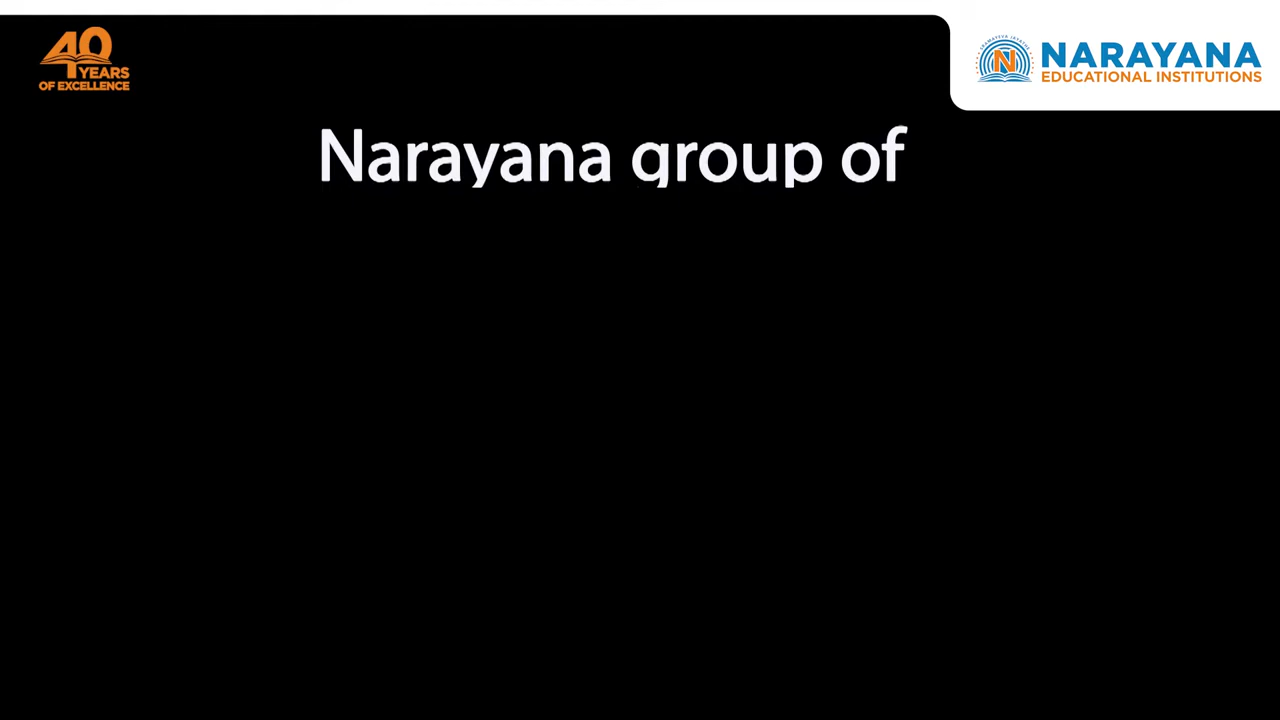 40
YEARS
OF EXCELLENCE
NARAYANA
EDUCATIONAL INSTITUTIONS
Narayana group of